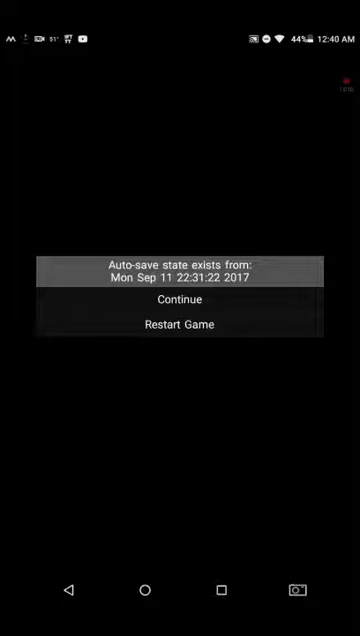 51°
44% 12:40 AM
Auto-save state exists from:
Mon Sep 11 22:31:22 2017
Continue
Restart Game